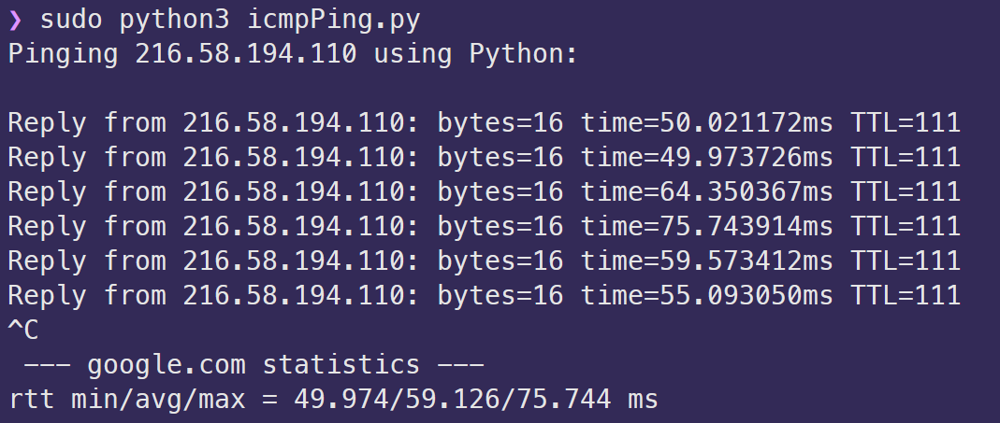 ❯ sudo python3 icmpPing.py
Pinging 216.58.194.110 using Python:

Reply from 216.58.194.110: bytes=16 time=50.021172ms TTL=111
Reply from 216.58.194.110: bytes=16 time=49.973726ms TTL=111
Reply from 216.58.194.110: bytes=16 time=64.350367ms TTL=111
Reply from 216.58.194.110: bytes=16 time=75.743914ms TTL=111
Reply from 216.58.194.110: bytes=16 time=59.573412ms TTL=111
Reply from 216.58.194.110: bytes=16 time=55.093050ms TTL=111
^C
 --- google.com statistics ---
rtt min/avg/max = 49.974/59.126/75.744 ms